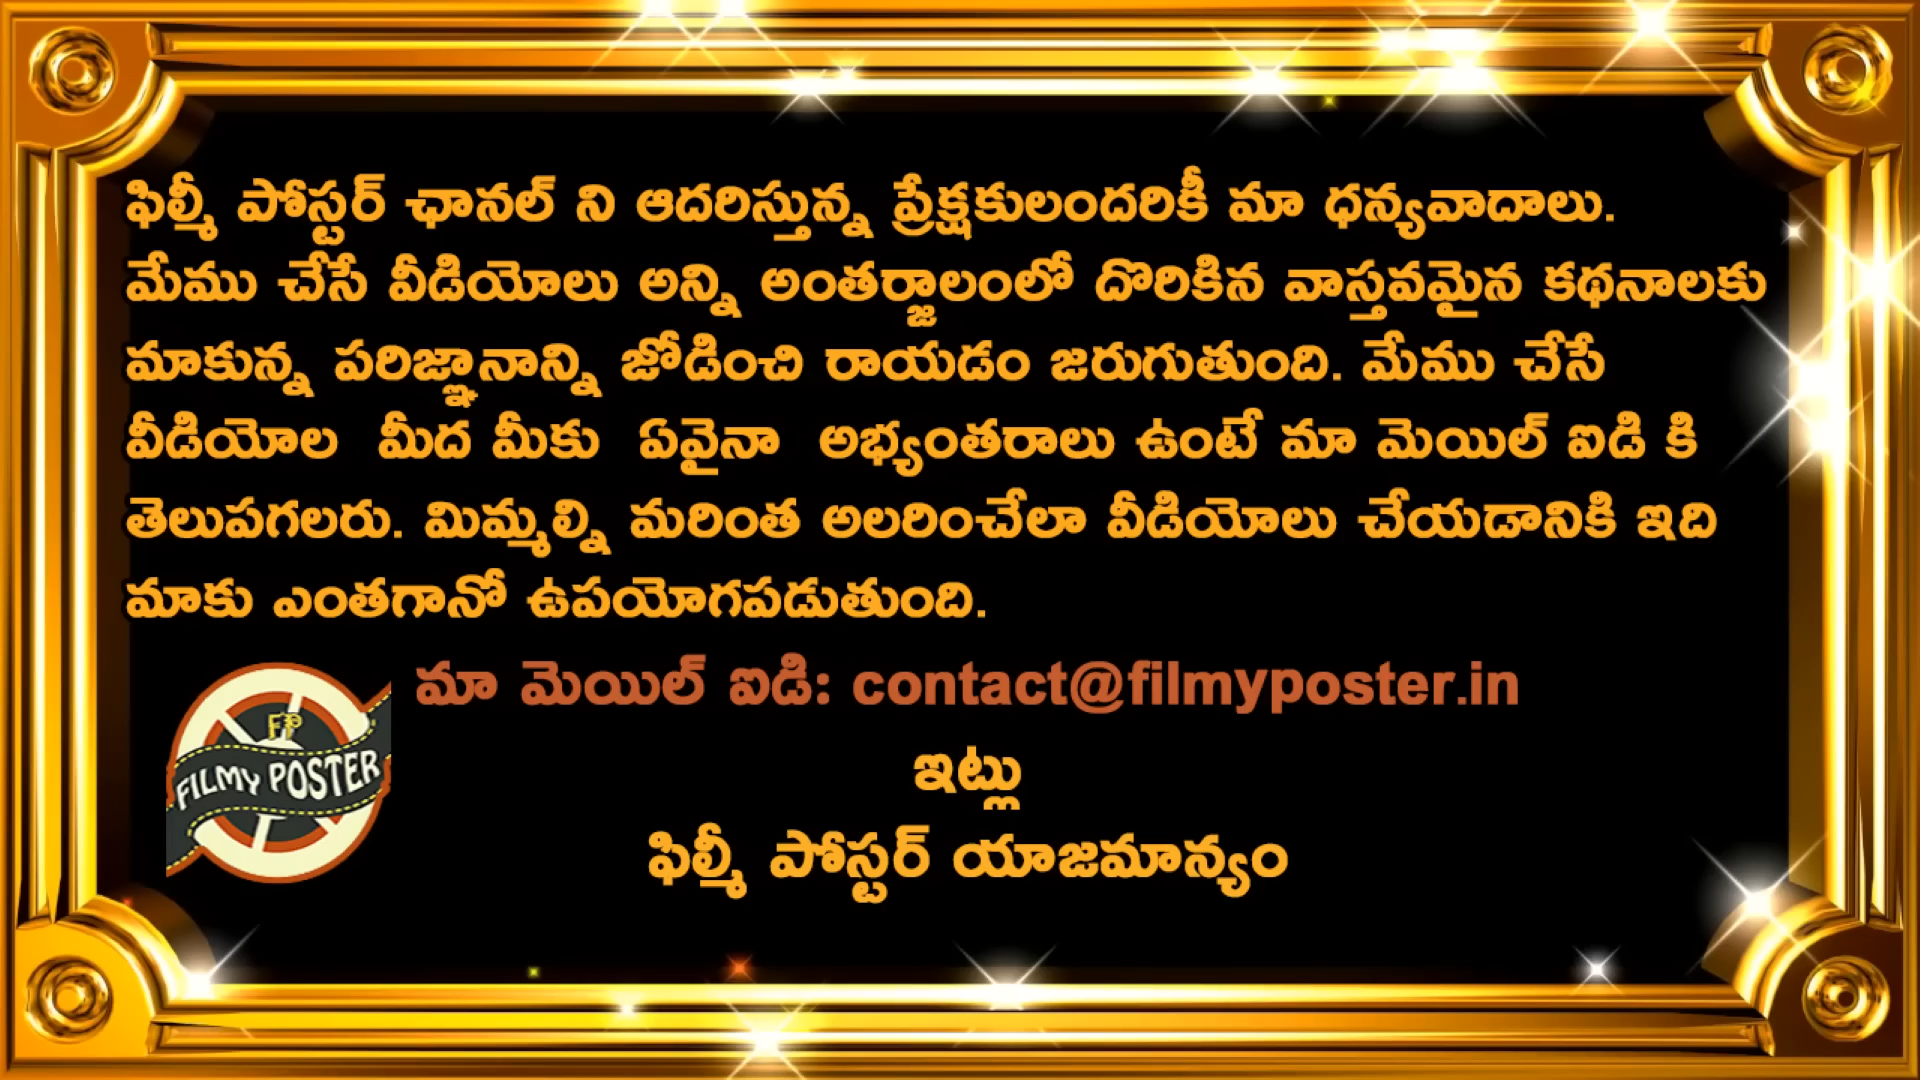 ఫిల్మీ పోస్టర్ ఛానల్ ని ఆదరిస్తున్న ప్రేక్షకులందరికీ మా ధన్యవాదాలు.
మేము చేసే వీడియోలు అన్ని అంతర్జాలంలో దొరికిన వాస్తవమైన కథనాలకు
మాకున్న పరిజ్ఞానాన్ని జోడించి రాయడం జరుగుతుంది. మేము చేసే
వీడియోల మీద మీకు ఏవైనా అభ్యంతరాలు ఉంటే మా మెయిల్ ఐడి కి
తెలుపగలరు. మిమ్మల్ని మరింత అలరించేలా వీడియోలు చేయడానికి ఇది
మాకు ఎంతగానో ఉపయోగపడుతుంది.
మా మెయిల్ ఐడి: contact@filmyposter.in
FP
FILMY POSTER
ఇట్లు
ఫిల్మీ పోస్టర్ యాజమాన్యం